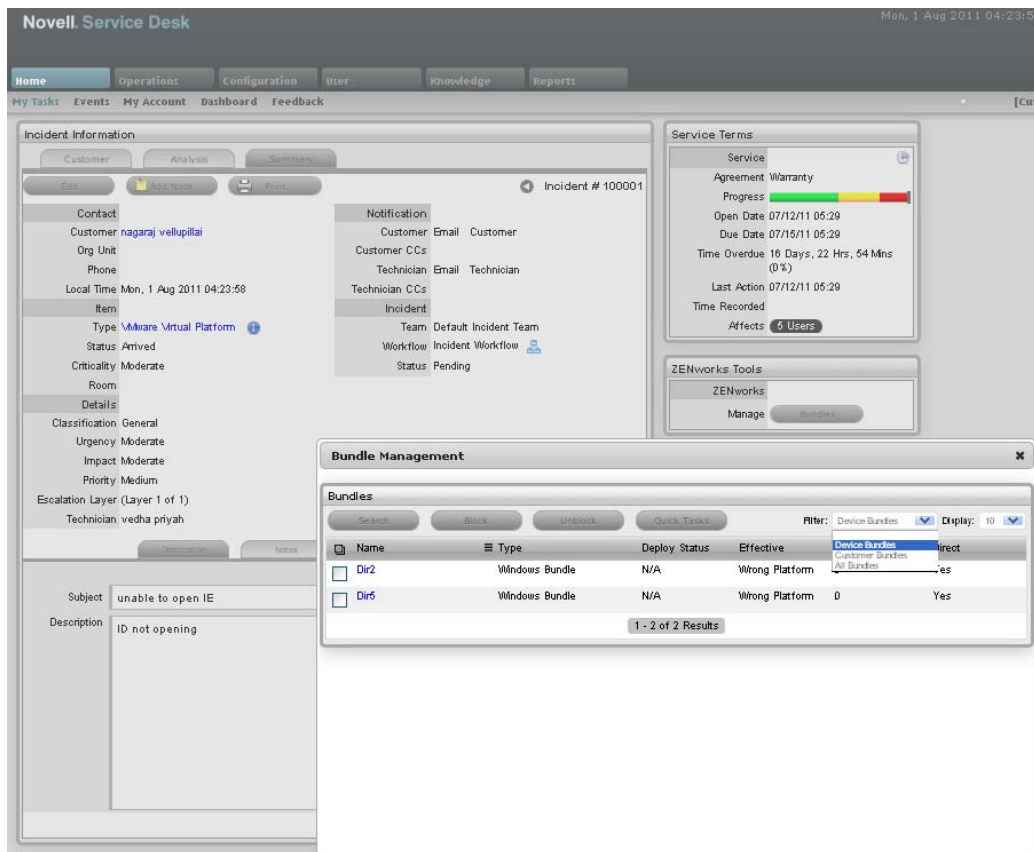 Novell. Service Desk
Mon, 1 Aug 2011 04:23:5
Home Operations Configuration User Knowledge Reports
My Tasks Events My Account Dashboard Feedback [Cu
Incident Information
Customer Analysis Summary
Edit Add Note Print Incident # 100001
Contact
Customer nagaraj vellupillai
Org Unit
Phone
Local Time Mon, 1 Aug 2011 04:23:58
Item
Type VMware Virtual Platform
Status Arrived
Criticality Moderate
Room
Details
Classification General
Urgency Moderate
Impact Moderate
Priority Medium
Escalation Layer (Layer 1 of 1)
Technician vedha priyah
Notification
Customer Email Customer
Customer CCs
Technician Email Technician
Technician CCs
Incident
Team Default Incident Team
Workflow Incident Workflow
Status Pending
Description Notes
Subject unable to open IE
Description ID not opening
Service Terms
Service
Agreement Warranty
Progress
Open Date 07/12/11 05:29
Due Date 07/15/11 05:29
Time Overdue 16 Days, 22 Hrs, 54 Mins
(0%)
Last Action 07/12/11 05:29
Time Recorded
Affects 5 Users
ZENworks Tools
ZENworks
Manage Bundles
Bundle Management
Bundles
Search Block Unblock Quick Tasks Filter: Device Bundles Display: 10
Device Bundles
Customer Bundles
All Bundles
Name Type Deploy Status Effective irect
Dir2 Windows Bundle N/A Wrong Platform Yes
Dir5 Windows Bundle N/A Wrong Platform 0 Yes
1 - 2 of 2 Results